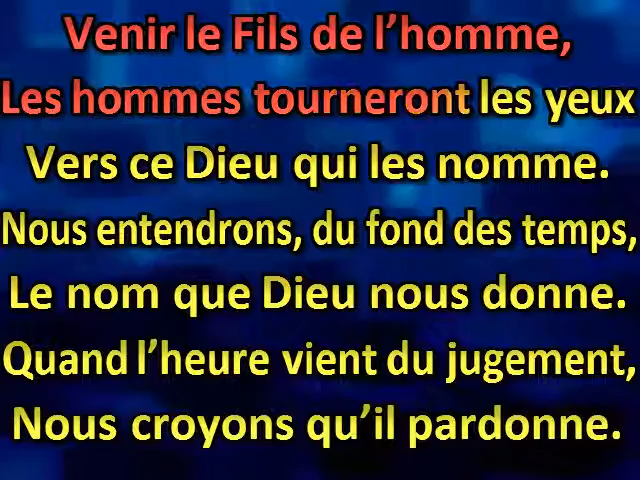 Venir le Fils de l’homme,
Les hommes tourneront les yeux
Vers ce Dieu qui les nomme.
Nous entendrons, du fond des temps,
Le nom que Dieu nous donne.
Quand l’heure vient du jugement,
Nous croyons qu’il pardonne.